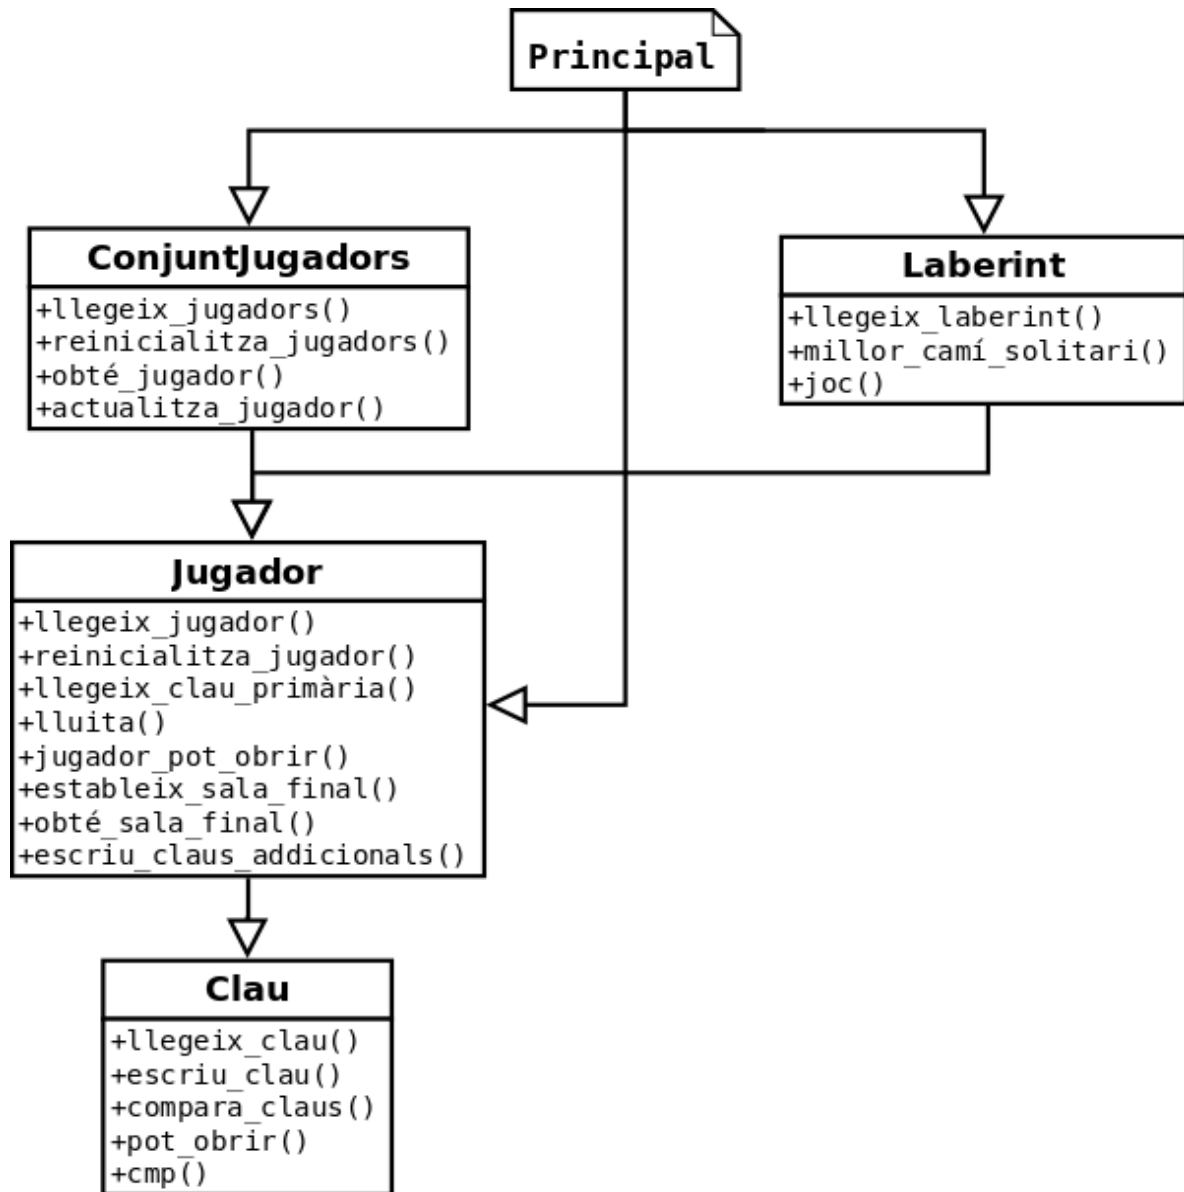 Principal
ConjuntJugadors
+llegeix_jugadors()
+reinicialitza_jugadors()
+obté_jugador()
+actualitza_jugador()
Laberint
+llegeix_laberint()
+millor_camí_solitari()
+joc()
Jugador
+llegeix_jugador()
+reinicialitza_jugador()
+llegeix_clau_primària()
+lluita()
+jugador_pot_obrir()
+estableix_sala_final()
+obté_sala_final()
+escriu_claus_addicionals()
Clau
+llegeix_clau()
+escriu_clau()
+compara_claus()
+pot_obrir()
+cmp()